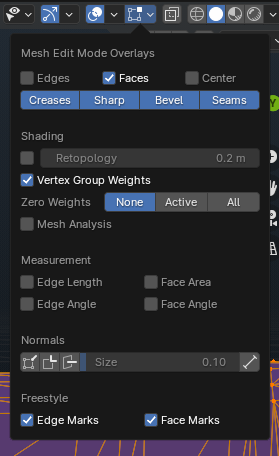 Mesh Edit Mode Overlays
Edges Faces Center
Creases Sharp Bevel Seams
Shading
Retopology 0.2 m
Vertex Group Weights
Zero Weights None Active All
Mesh Analysis
Measurement
Edge Length Face Area
Edge Angle Face Angle
Normals
Size 0.10
Freestyle
Edge Marks Face Marks
Y